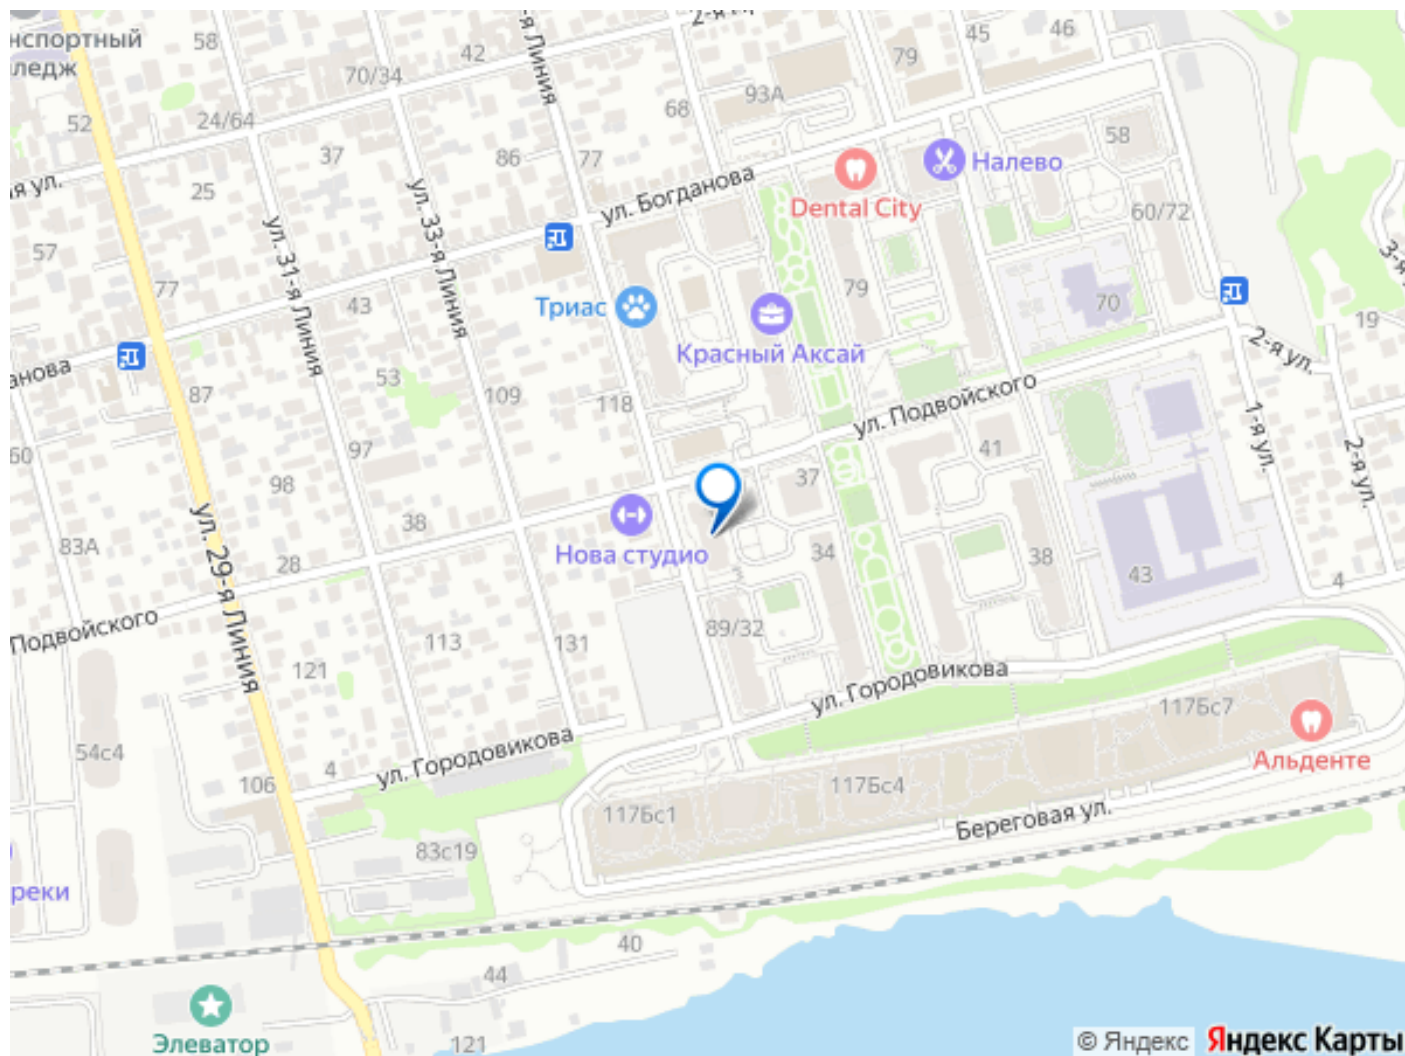 нспортный
ледж
58
42
2-я
-я Линия
70/34
24/64
52
37
25
86
77
68
93А
79
45
46
58
я ул.
57
77
ул. 31-я Линия
ул. 33-я Линия
ул. Богданова
Dental City
Налево
60/72
3-я
43
Триас
Красный Аксай
79
70
19
2-я ул.
анова
87
53
109
118
ул. Подвойского
1-я ул.
2-я ул.
60
98
97
38
37
41
83А
28
ул. 29-я Линия
Нова студио
34
38
43
4
Подвойского
113
131
89/32
121
ул. Городовикова
54с4
106
4
ул. Городовикова
117Бс7
Альденте
117Бс4
117Бс1
Береговая ул.
83с19
реки
40
44
Элеватор
121
© Яндекс Яндекс Карты